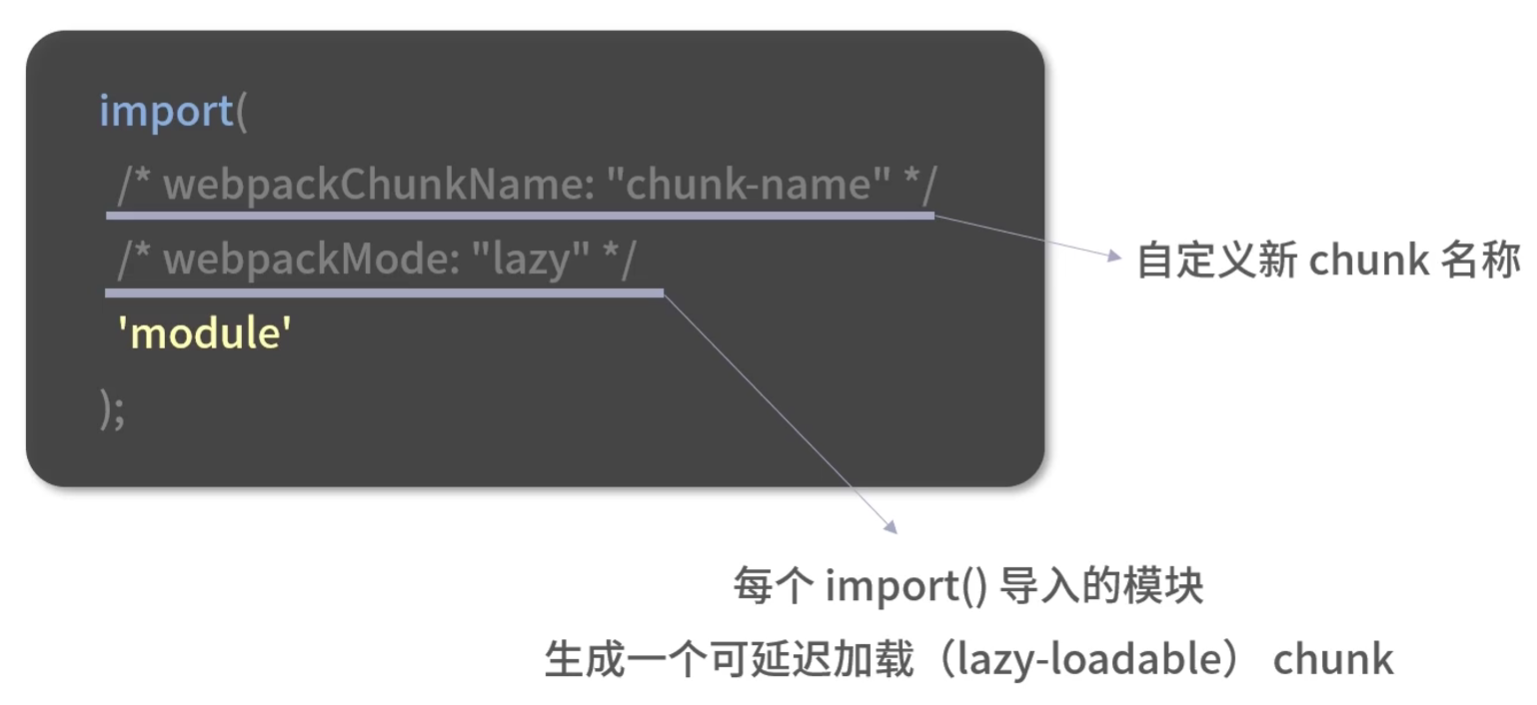 import(
/* webpackChunkName: "chunk-name" */
/* webpackMode: "lazy" */
'module'
);
自定义新 chunk 名称
每个 import() 导入的模块
生成一个可延迟加载（lazy-loadable） chunk